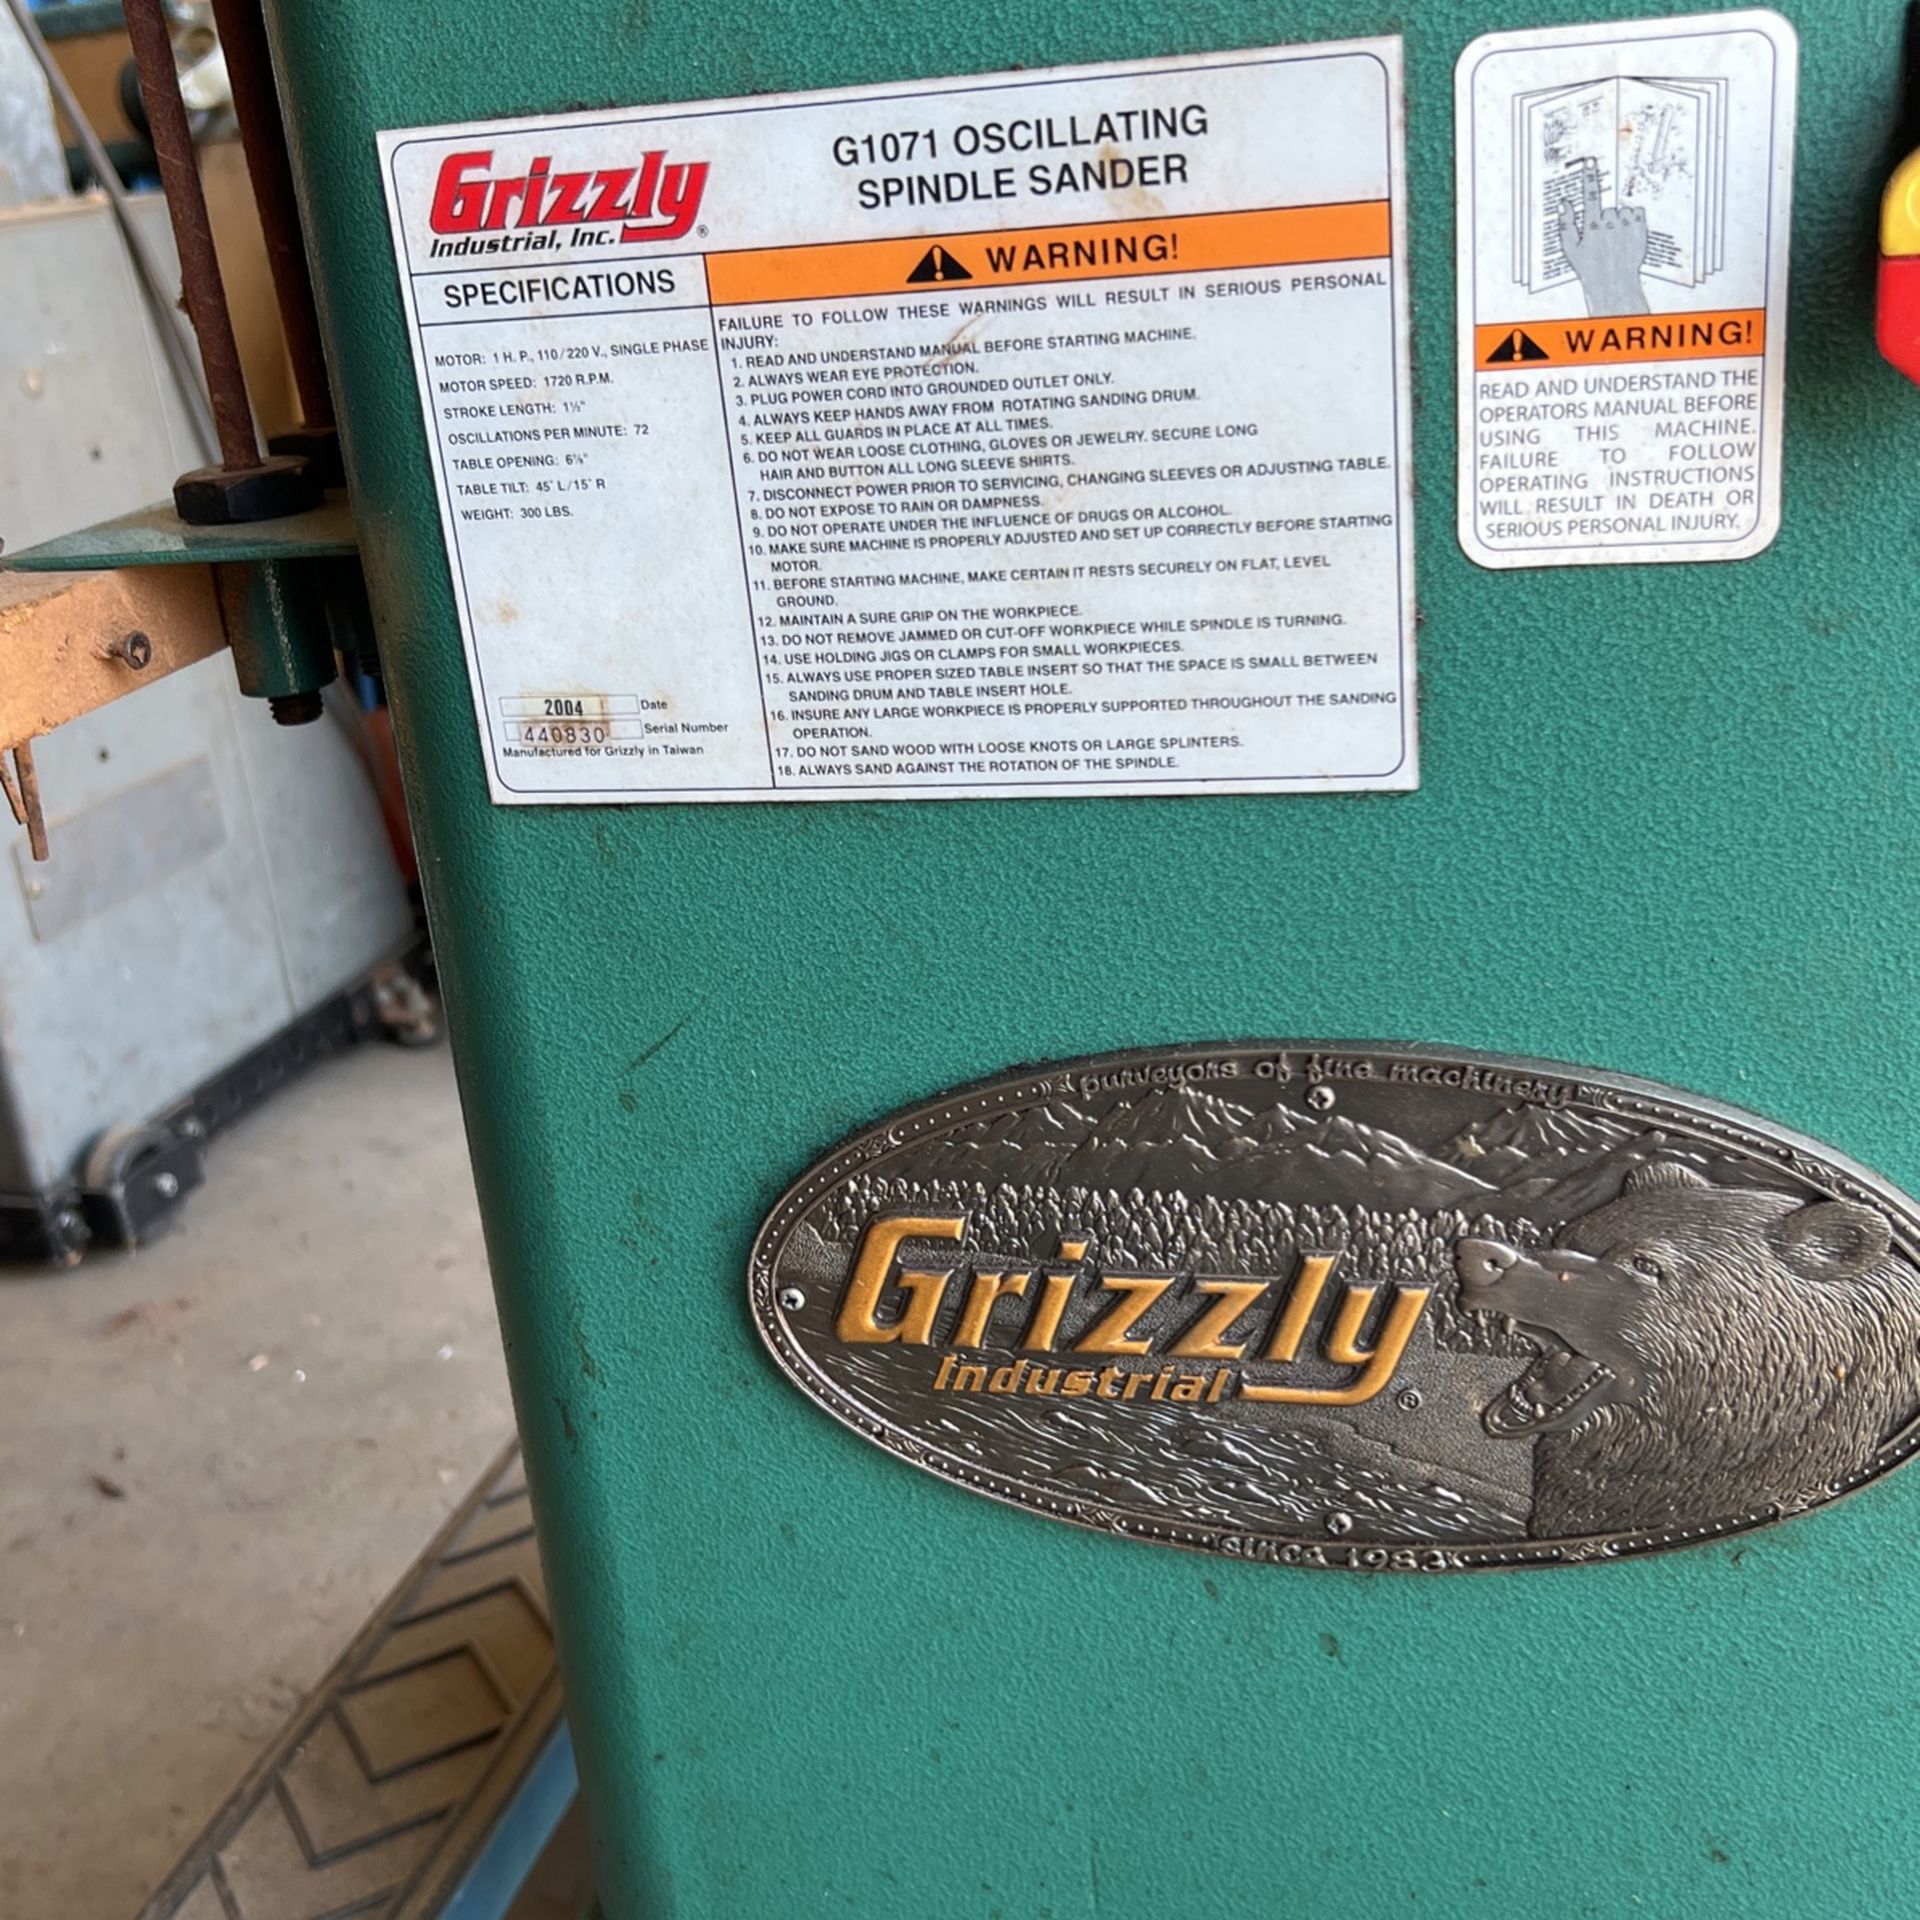 Grizzly
Industrial, Inc. ®
G1071 OSCILLATING
SPINDLE SANDER
SPECIFICATIONS
MOTOR: 1 H.P., 110/220 V., SINGLE PHASE
MOTOR SPEED: 1720 R.P.M.
STROKE LENGTH: 1½"
OSCILLATIONS PER MINUTE: 72
TABLE OPENING:
TABLE TILT: 45° L/15° R
WEIGHT: 300 LBS.
2004 Date
440830 Serial Number
Manufactured for Grizzly in Taiwan
WARNING!
FAILURE TO FOLLOW THESE WARNINGS WILL RESULT IN SERIOUS PERSONAL
INJURY:
1. READ AND UNDERSTAND MANUAL BEFORE STARTING MACHINE.
2. ALWAYS WEAR EYE PROTECTION.
3. PLUG POWER CORD INTO GROUNDED OUTLET ONLY.
4. ALWAYS KEEP HANDS AWAY FROM ROTATING SANDING DRUM.
5. KEEP ALL GUARDS IN PLACE AT ALL TIMES.
6. DO NOT WEAR LOOSE CLOTHING, GLOVES OR JEWELRY. SECURE LONG
HAIR AND BUTTON ALL LONG SLEEVE SHIRTS.
7. DISCONNECT POWER PRIOR TO SERVICING, CHANGING SLEEVES OR ADJUSTING TABLE.
8. DO NOT EXPOSE TO RAIN OR DAMPNESS.
9. DO NOT OPERATE UNDER THE INFLUENCE OF DRUGS OR ALCOHOL.
10. MAKE SURE MACHINE IS PROPERLY ADJUSTED AND SET UP CORRECTLY BEFORE STARTING
MOTOR.
11. BEFORE STARTING MACHINE, MAKE CERTAIN IT RESTS SECURELY ON FLAT, LEVEL
GROUND.
12. MAINTAIN A SURE GRIP ON THE WORKPIECE.
13. DO NOT REMOVE JAMMED OR CUT-OFF WORKPIECE WHILE SPINDLE IS TURNING.
14. USE HOLDING JIGS OR CLAMPS FOR SMALL WORKPIECES.
15. ALWAYS USE PROPER SIZED TABLE INSERT SO THAT THE SPACE IS SMALL BETWEEN
SANDING DRUM AND TABLE INSERT HOLE.
16. INSURE ANY LARGE WORKPIECE IS PROPERLY SUPPORTED THROUGHOUT THE SANDING
OPERATION.
17. DO NOT SAND WOOD WITH LOOSE KNOTS OR LARGE SPLINTERS.
18. ALWAYS SAND AGAINST THE ROTATION OF THE SPINDLE.
WARNING!
READ AND UNDERSTAND THE
OPERATORS MANUAL BEFORE
USING THIS MACHINE.
FAILURE TO FOLLOW
OPERATING INSTRUCTIONS
WILL RESULT IN DEATH OR
SERIOUS PERSONAL INJURY.
purveyors of fine machinery
Grizzly
Industrial ®
circa 1983